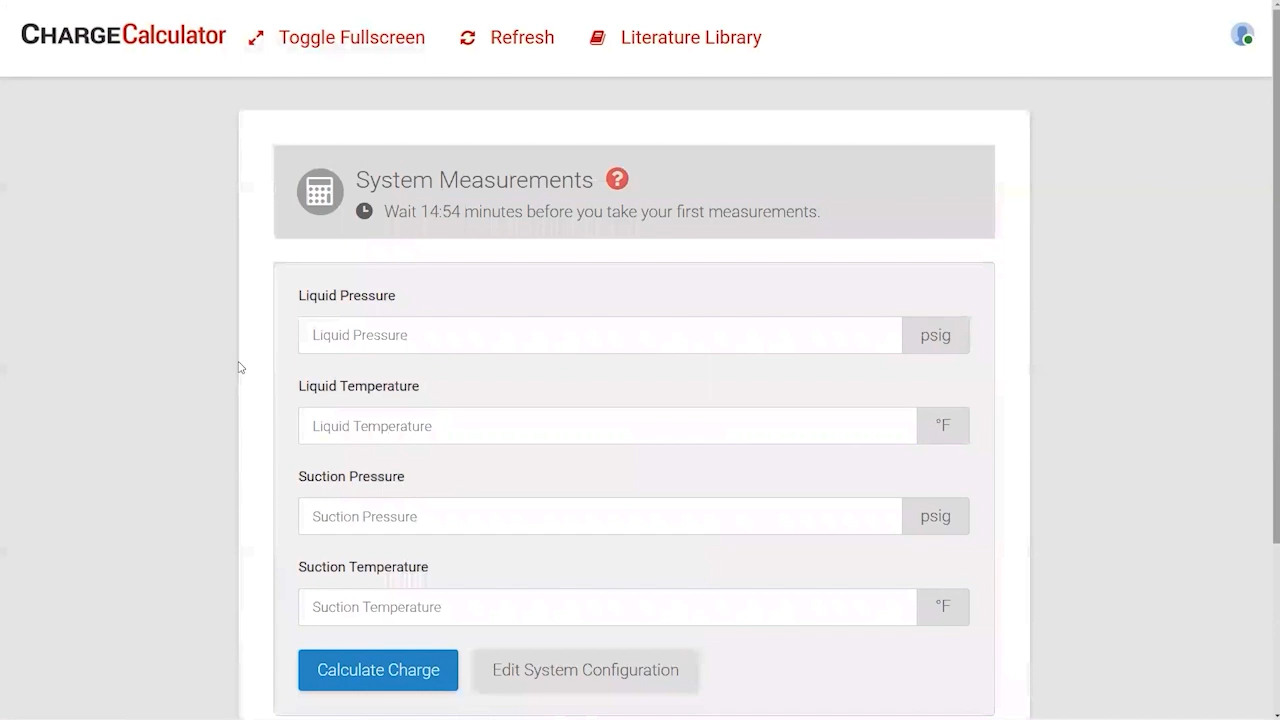 CHARGECalculator Toggle Fullscreen Refresh Literature Library
System Measurements ?
Wait 14:54 minutes before you take your first measurements.
Liquid Pressure
Liquid Pressure psig
Liquid Temperature
Liquid Temperature °F
Suction Pressure
Suction Pressure psig
Suction Temperature
Suction Temperature °F
Calculate Charge Edit System Configuration